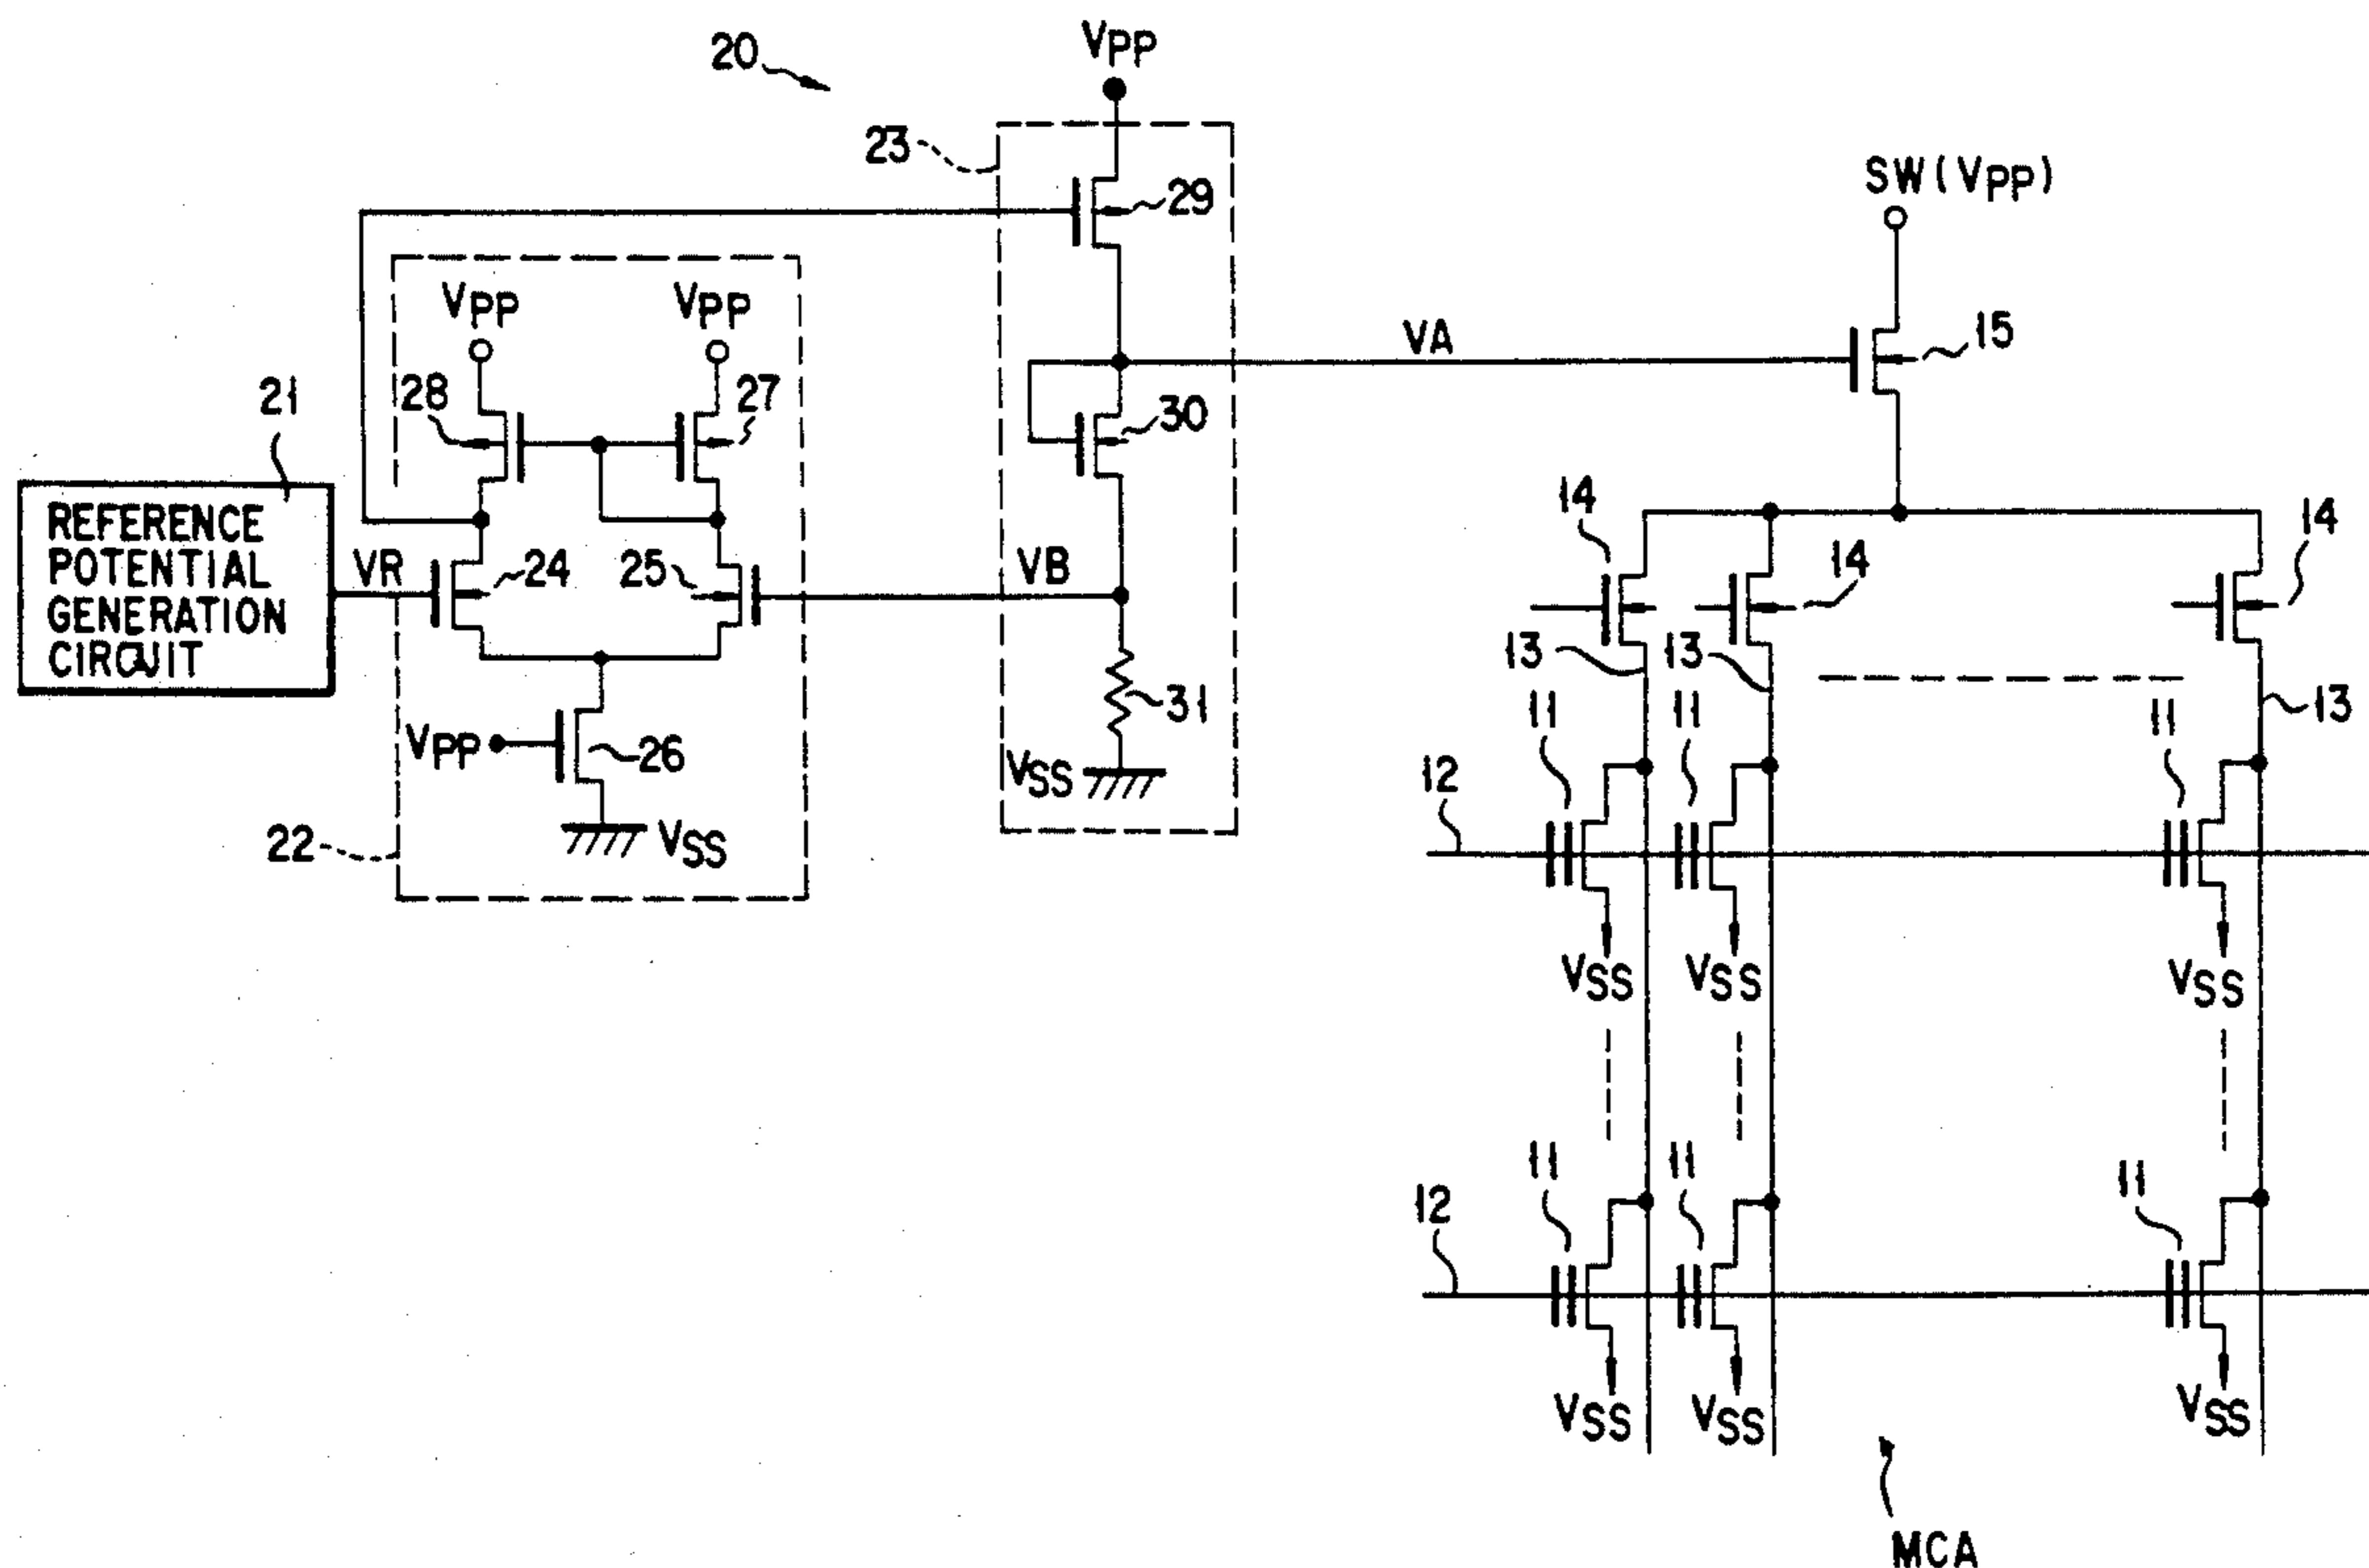 20
VPP
23
29
SW(VPP)
VPP
VPP
VA
15
21
28
27
30
14
14
14
REFERENCE
POTENTIAL
GENERATION
CIRCUIT
VR
24
25
VB
13
13
13
31
11
11
11
VPP
26
VSS
12
22
VSS
VSS
VSS
VSS
11
11
11
12
VSS
VSS
VSS
MCA